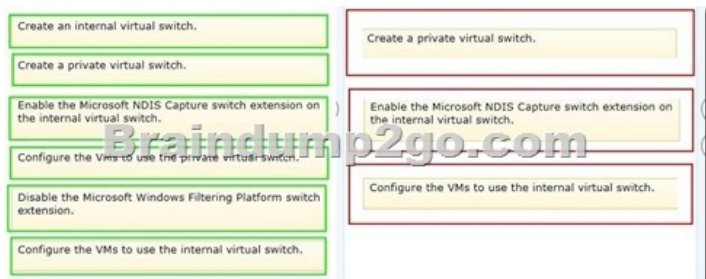 Create an internal virtual switch.
Create a private virtual switch.
Enable the Microsoft NDIS Capture switch extension on
the internal virtual switch.
Configure the VMs to use the private virtual switch.
Disable the Microsoft Windows Filtering Platform switch
extension.
Configure the VMs to use the internal virtual switch.
Create a private virtual switch.
Enable the Microsoft NDIS Capture switch extension on
the internal virtual switch.
Configure the VMs to use the internal virtual switch.
Braindump2go.com